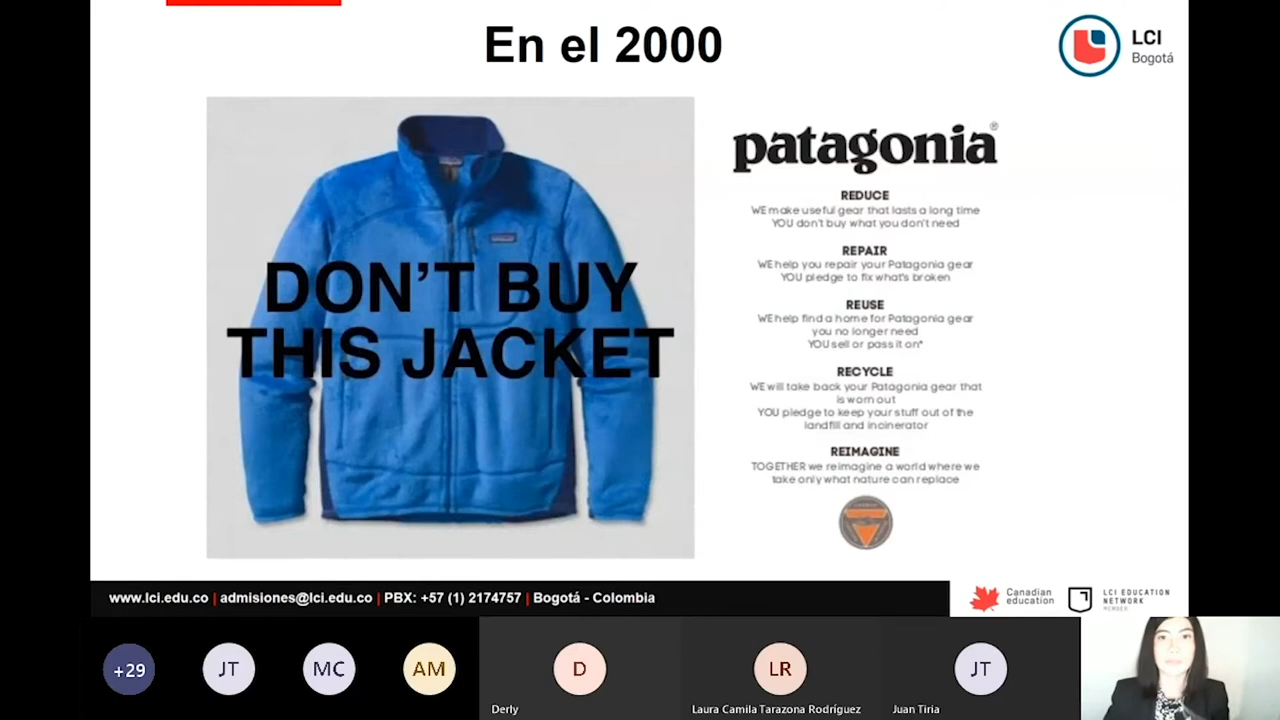 En el 2000
LCI
Bogotá
DON'T BUY
THIS JACKET
patagonia®
REDUCE
WE make useful gear that lasts a long time
YOU don't buy what you don't need
REPAIR
WE help you repair your Patagonia gear
YOU pledge to fix what's broken
REUSE
WE help find a home for Patagonia gear
you no longer need
YOU sell or pass it on*
RECYCLE
WE will take back your Patagonia gear that
is worn out
YOU pledge to keep your stuff out of the
landfill and incinerator
REIMAGINE
TOGETHER we reimagine a world where we
take only what nature can replace
www.lci.edu.co | admisiones@lci.edu.co | PBX: +57 (1) 2174757 | Bogotá - Colombia
Canadian
education
LCI EDUCATION
NETWORK
MEMBER
+29
JT
MC
AM
D
LR
JT
Derly
Laura Camila Tarazona Rodríguez
Juan Tiria